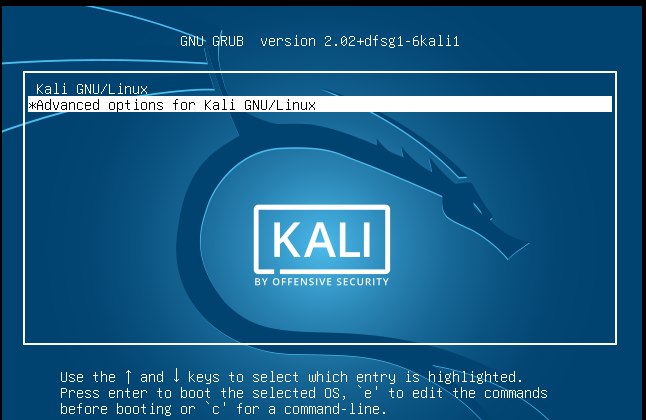 GNU GRUB  version 2.02+dfsg1-6kali1
Kali GNU/Linux
*Advanced options for Kali GNU/Linux
KALI
BY OFFENSIVE SECURITY
Use the ↑ and ↓ keys to select which entry is highlighted.
Press enter to boot the selected OS, `e' to edit the commands
before booting or `c' for a command-line.